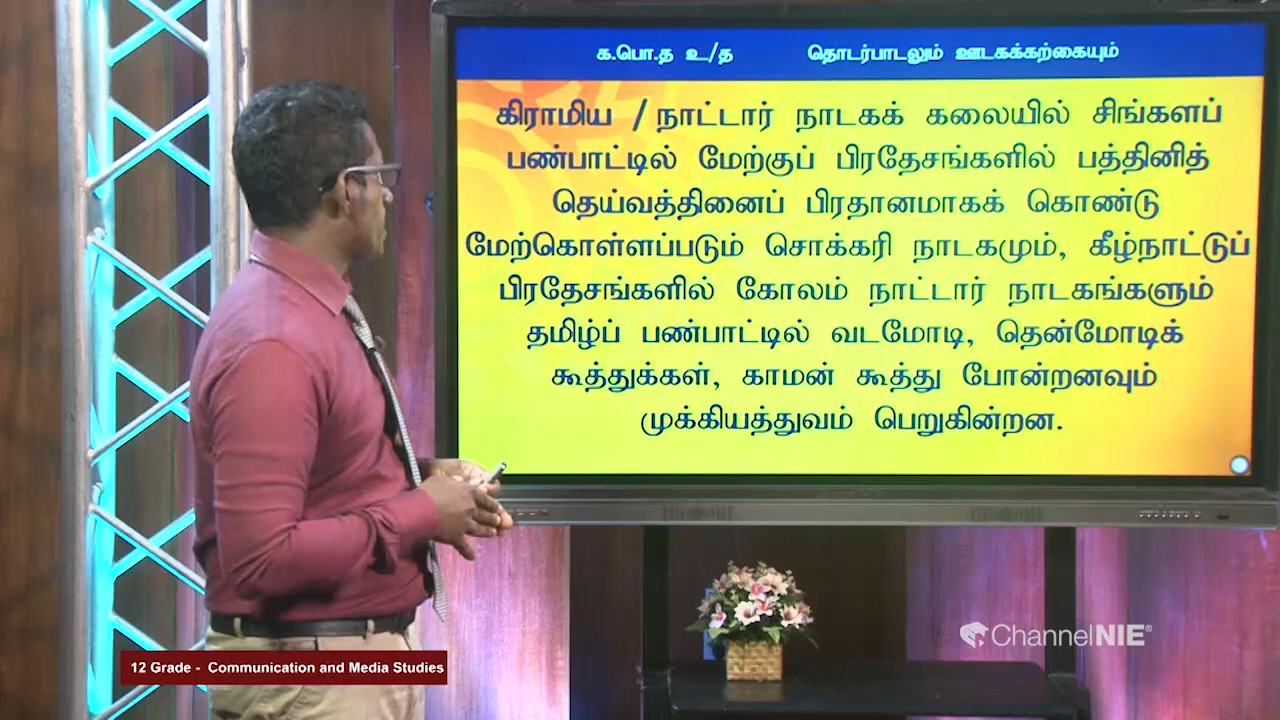 க.பொ.த உ/த தொடர்பாடலும் ஊடகக்கற்கையும்
கிராமிய / நாட்டார் நாடகக் கலையில் சிங்களப்
பண்பாட்டில் மேற்குப் பிரதேசங்களில் பத்தினித்
தெய்வத்தினைப் பிரதானமாகக் கொண்டு
மேற்கொள்ளப்படும் சொக்கரி நாடகமும், கீழ்நாட்டுப்
பிரதேசங்களில் கோலம் நாட்டார் நாடகங்களும்
தமிழ்ப் பண்பாட்டில் வடமோடி, தென்மோடிக்
கூத்துக்கள், காமன் கூத்து போன்றனவும்
முக்கியத்துவம் பெறுகின்றன.
ChannelNIE®
12 Grade - Communication and Media Studies